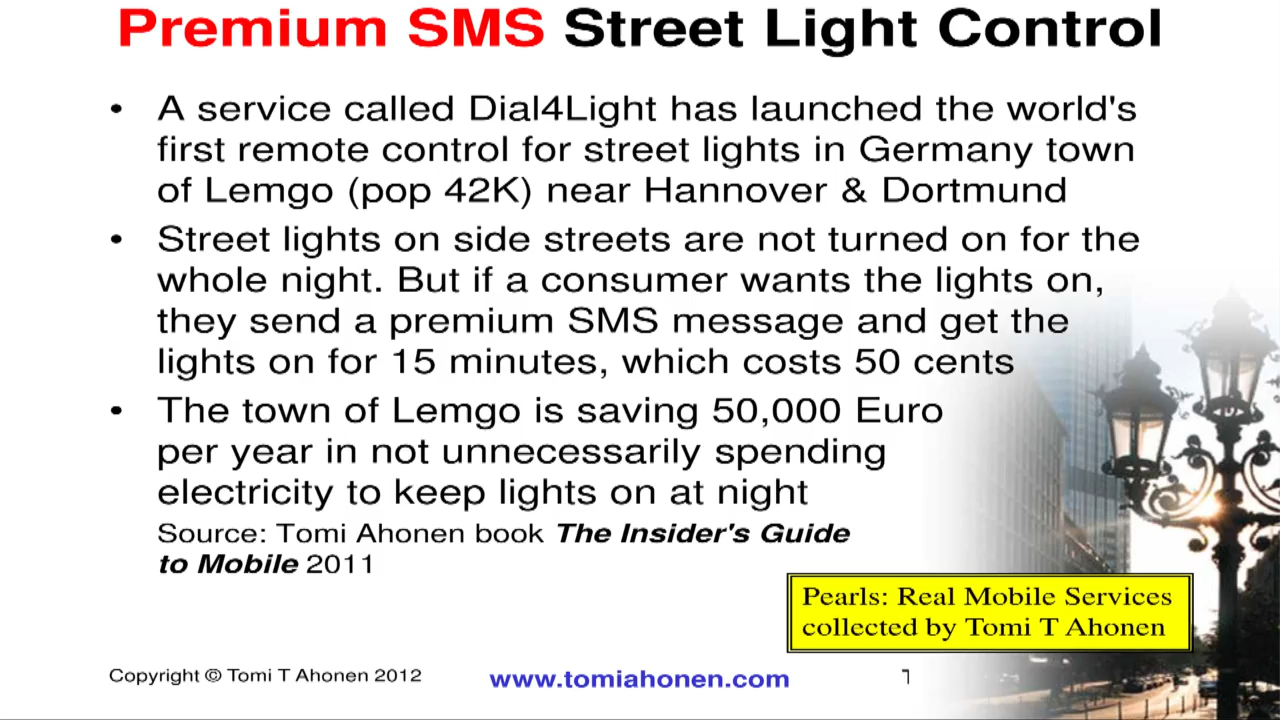 Premium SMS Street Light Control
• A service called Dial4Light has launched the world's
first remote control for street lights in Germany town
of Lemgo (pop 42K) near Hannover & Dortmund
• Street lights on side streets are not turned on for the
whole night. But if a consumer wants the lights on,
they send a premium SMS message and get the
lights on for 15 minutes, which costs 50 cents
• The town of Lemgo is saving 50,000 Euro
per year in not unnecessarily spending
electricity to keep lights on at night
Source: Tomi Ahonen book The Insider's Guide
to Mobile 2011
Pearls: Real Mobile Services
collected by Tomi T Ahonen
Copyright © Tomi T Ahonen 2012
www.tomiahonen.com